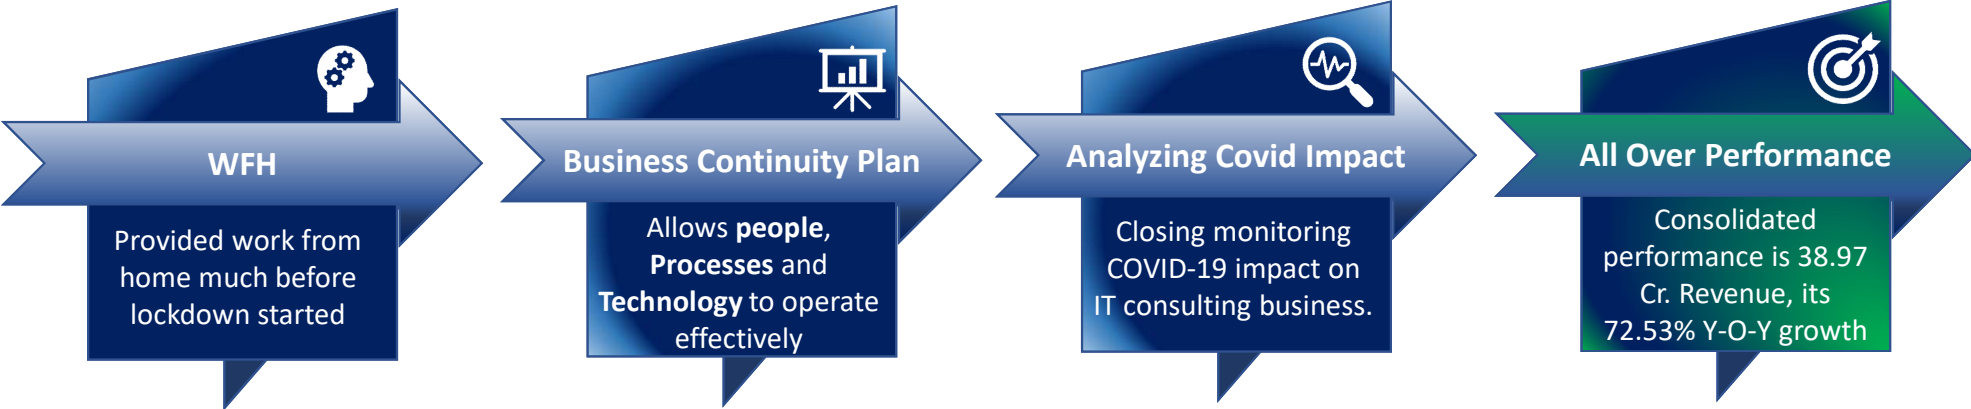 WFH
Provided work from
home much before
lockdown started
Business Continuity Plan
Allows people,
Processes and
Technology to operate
effectively
Analyzing Covid Impact
Closing monitoring
COVID-19 impact on
IT consulting business.
All Over Performance
Consolidated
performance is 38.97
Cr. Revenue, its
72.53% Y-O-Y growth